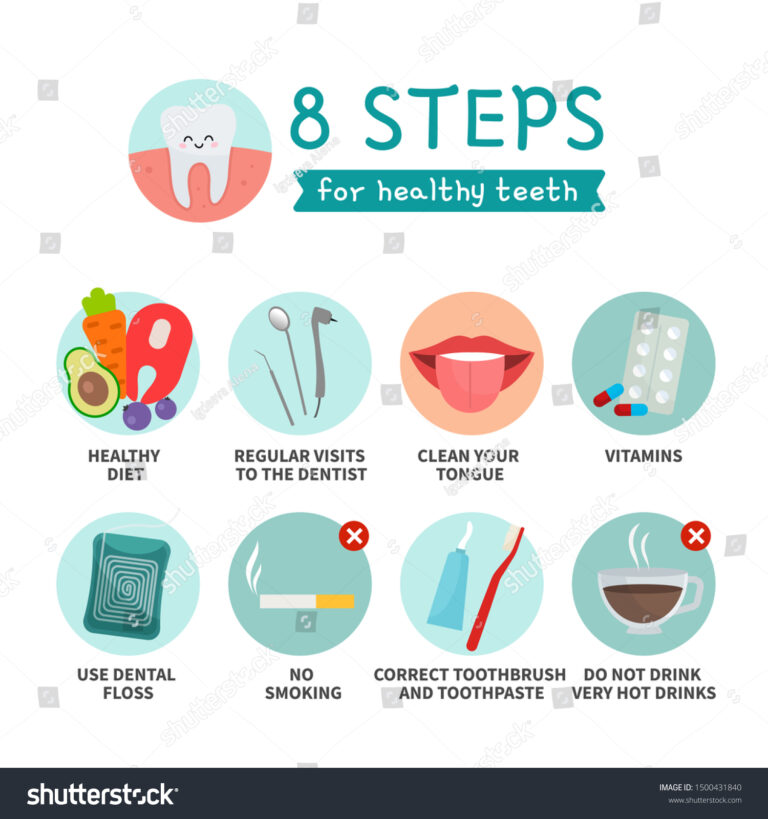 8 STEPS
for healthy teeth
HEALTHY
DIET
REGULAR VISITS
TO THE DENTIST
CLEAN YOUR
TONGUE
VITAMINS
USE DENTAL
FLOSS
NO
SMOKING
CORRECT TOOTHBRUSH
AND TOOTHPASTE
DO NOT DRINK
VERY HOT DRINKS
shutterstock
IMAGE ID: 1500431840
www.shutterstock.com